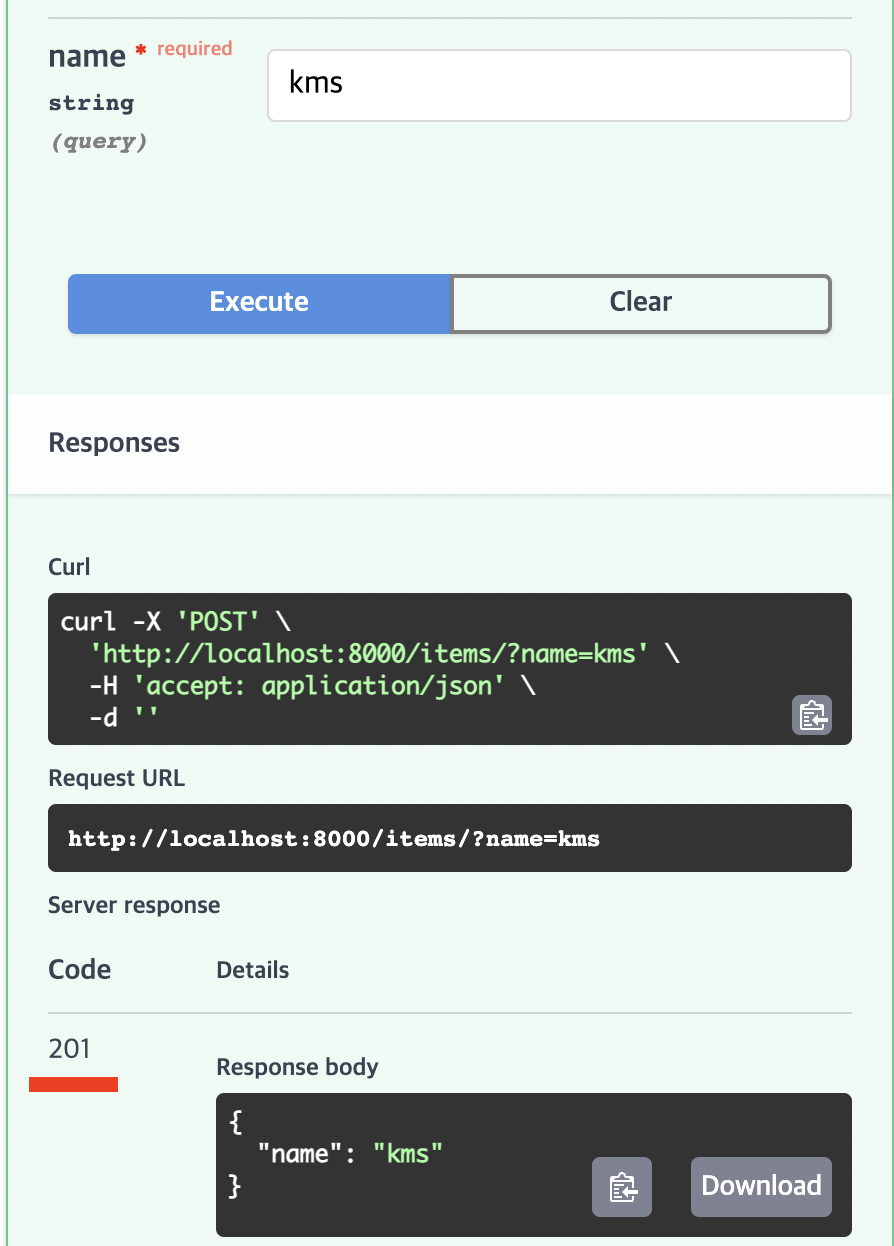 name * required
kms
string
(query)
Execute
Clear
Responses
Curl
curl -X 'POST' \
  'http://localhost:8000/items/?name=kms' \
  -H 'accept: application/json' \
  -d ''
Request URL
http://localhost:8000/items/?name=kms
Server response
Code
Details
201
Response body
{
  "name": "kms"
}
Download